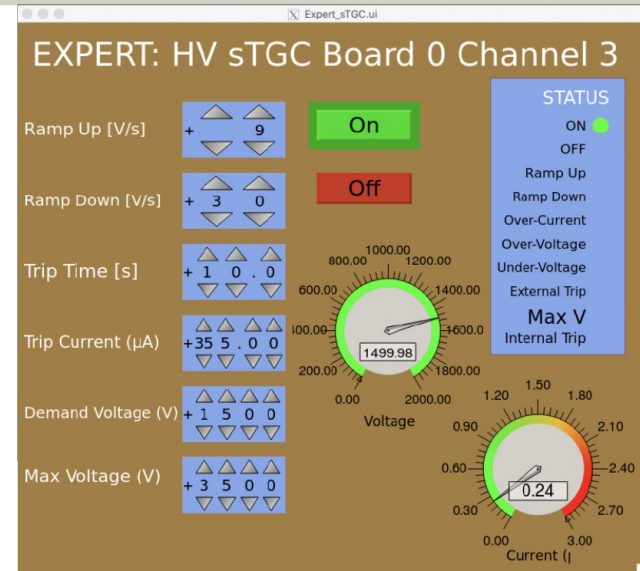 Expert_sTGC.ui
EXPERT: HV sTGC Board 0 Channel 3
Ramp Up [V/s]
+ 9
On
Ramp Down [V/s]
+ 3 0
Off
Trip Time [s]
+ 1 0 . 0
Trip Current (µA)
+35 5 . 0 0
Demand Voltage (V)
+ 1 5 0 0
Max Voltage (V)
+ 3 5 0 0
STATUS
ON
OFF
Ramp Up
Ramp Down
Over-Current
Over-Voltage
Under-Voltage
External Trip
Max V
Internal Trip
1000.00
800.00 1200.00
600.00 1400.00
00.00 1600.0
1499.98
200.00 1800.00
0.00 2000.00
Voltage
1.50
1.20 1.80
0.90 2.10
0.60 2.40
0.24
0.30 2.70
0.00 3.00
Current (